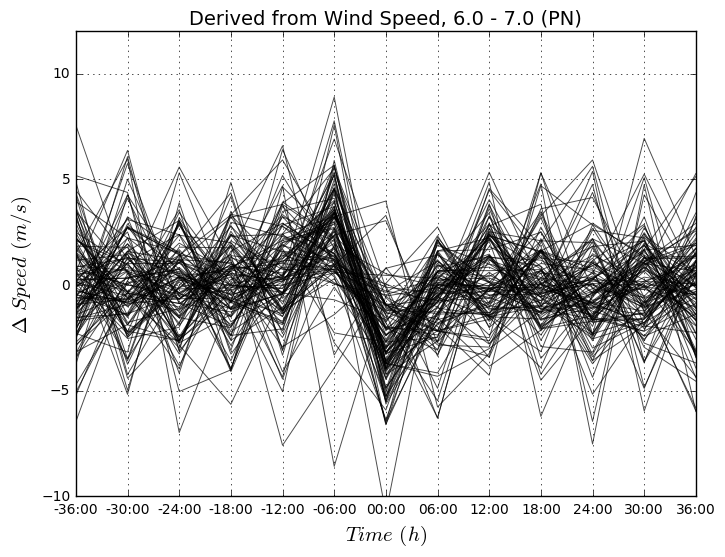 Derived from Wind Speed, 6.0 - 7.0 (PN)
10
5
0
−5
−10
Δ Speed (m/s)
-36:00 -30:00 -24:00 -18:00 -12:00 -06:00 00:00 06:00 12:00 18:00 24:00 30:00 36:00
Time (h)